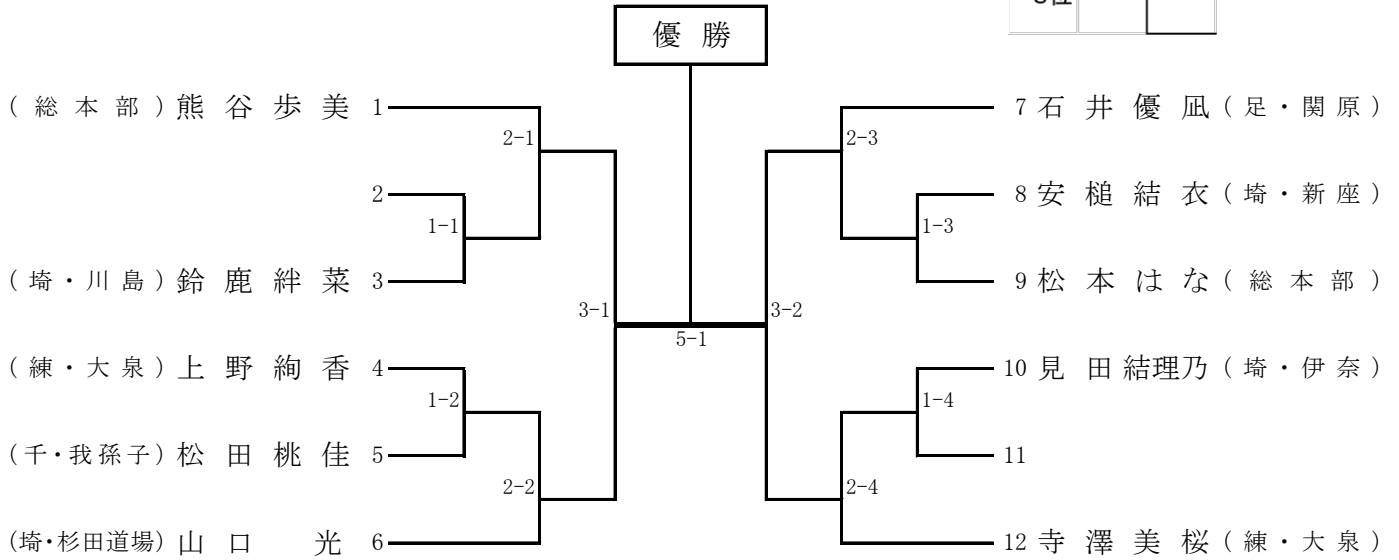 優 勝
(総本部) 熊谷歩美 1
2-1
2
1-1
(埼・川島) 鈴鹿絆菜 3
3-1
(練・大泉) 上野絢香 4
1-2
(千・我孫子) 松田桃佳 5
2-2
(埼・杉田道場) 山口 光 6
5-1
7 石井優凪 (足・関原)
2-3
8 安槌結衣 (埼・新座)
1-3
9 松本はな (総本部)
3-2
10 見田結理乃 (埼・伊奈)
1-4
11
2-4
12 寺澤美桜 (練・大泉)